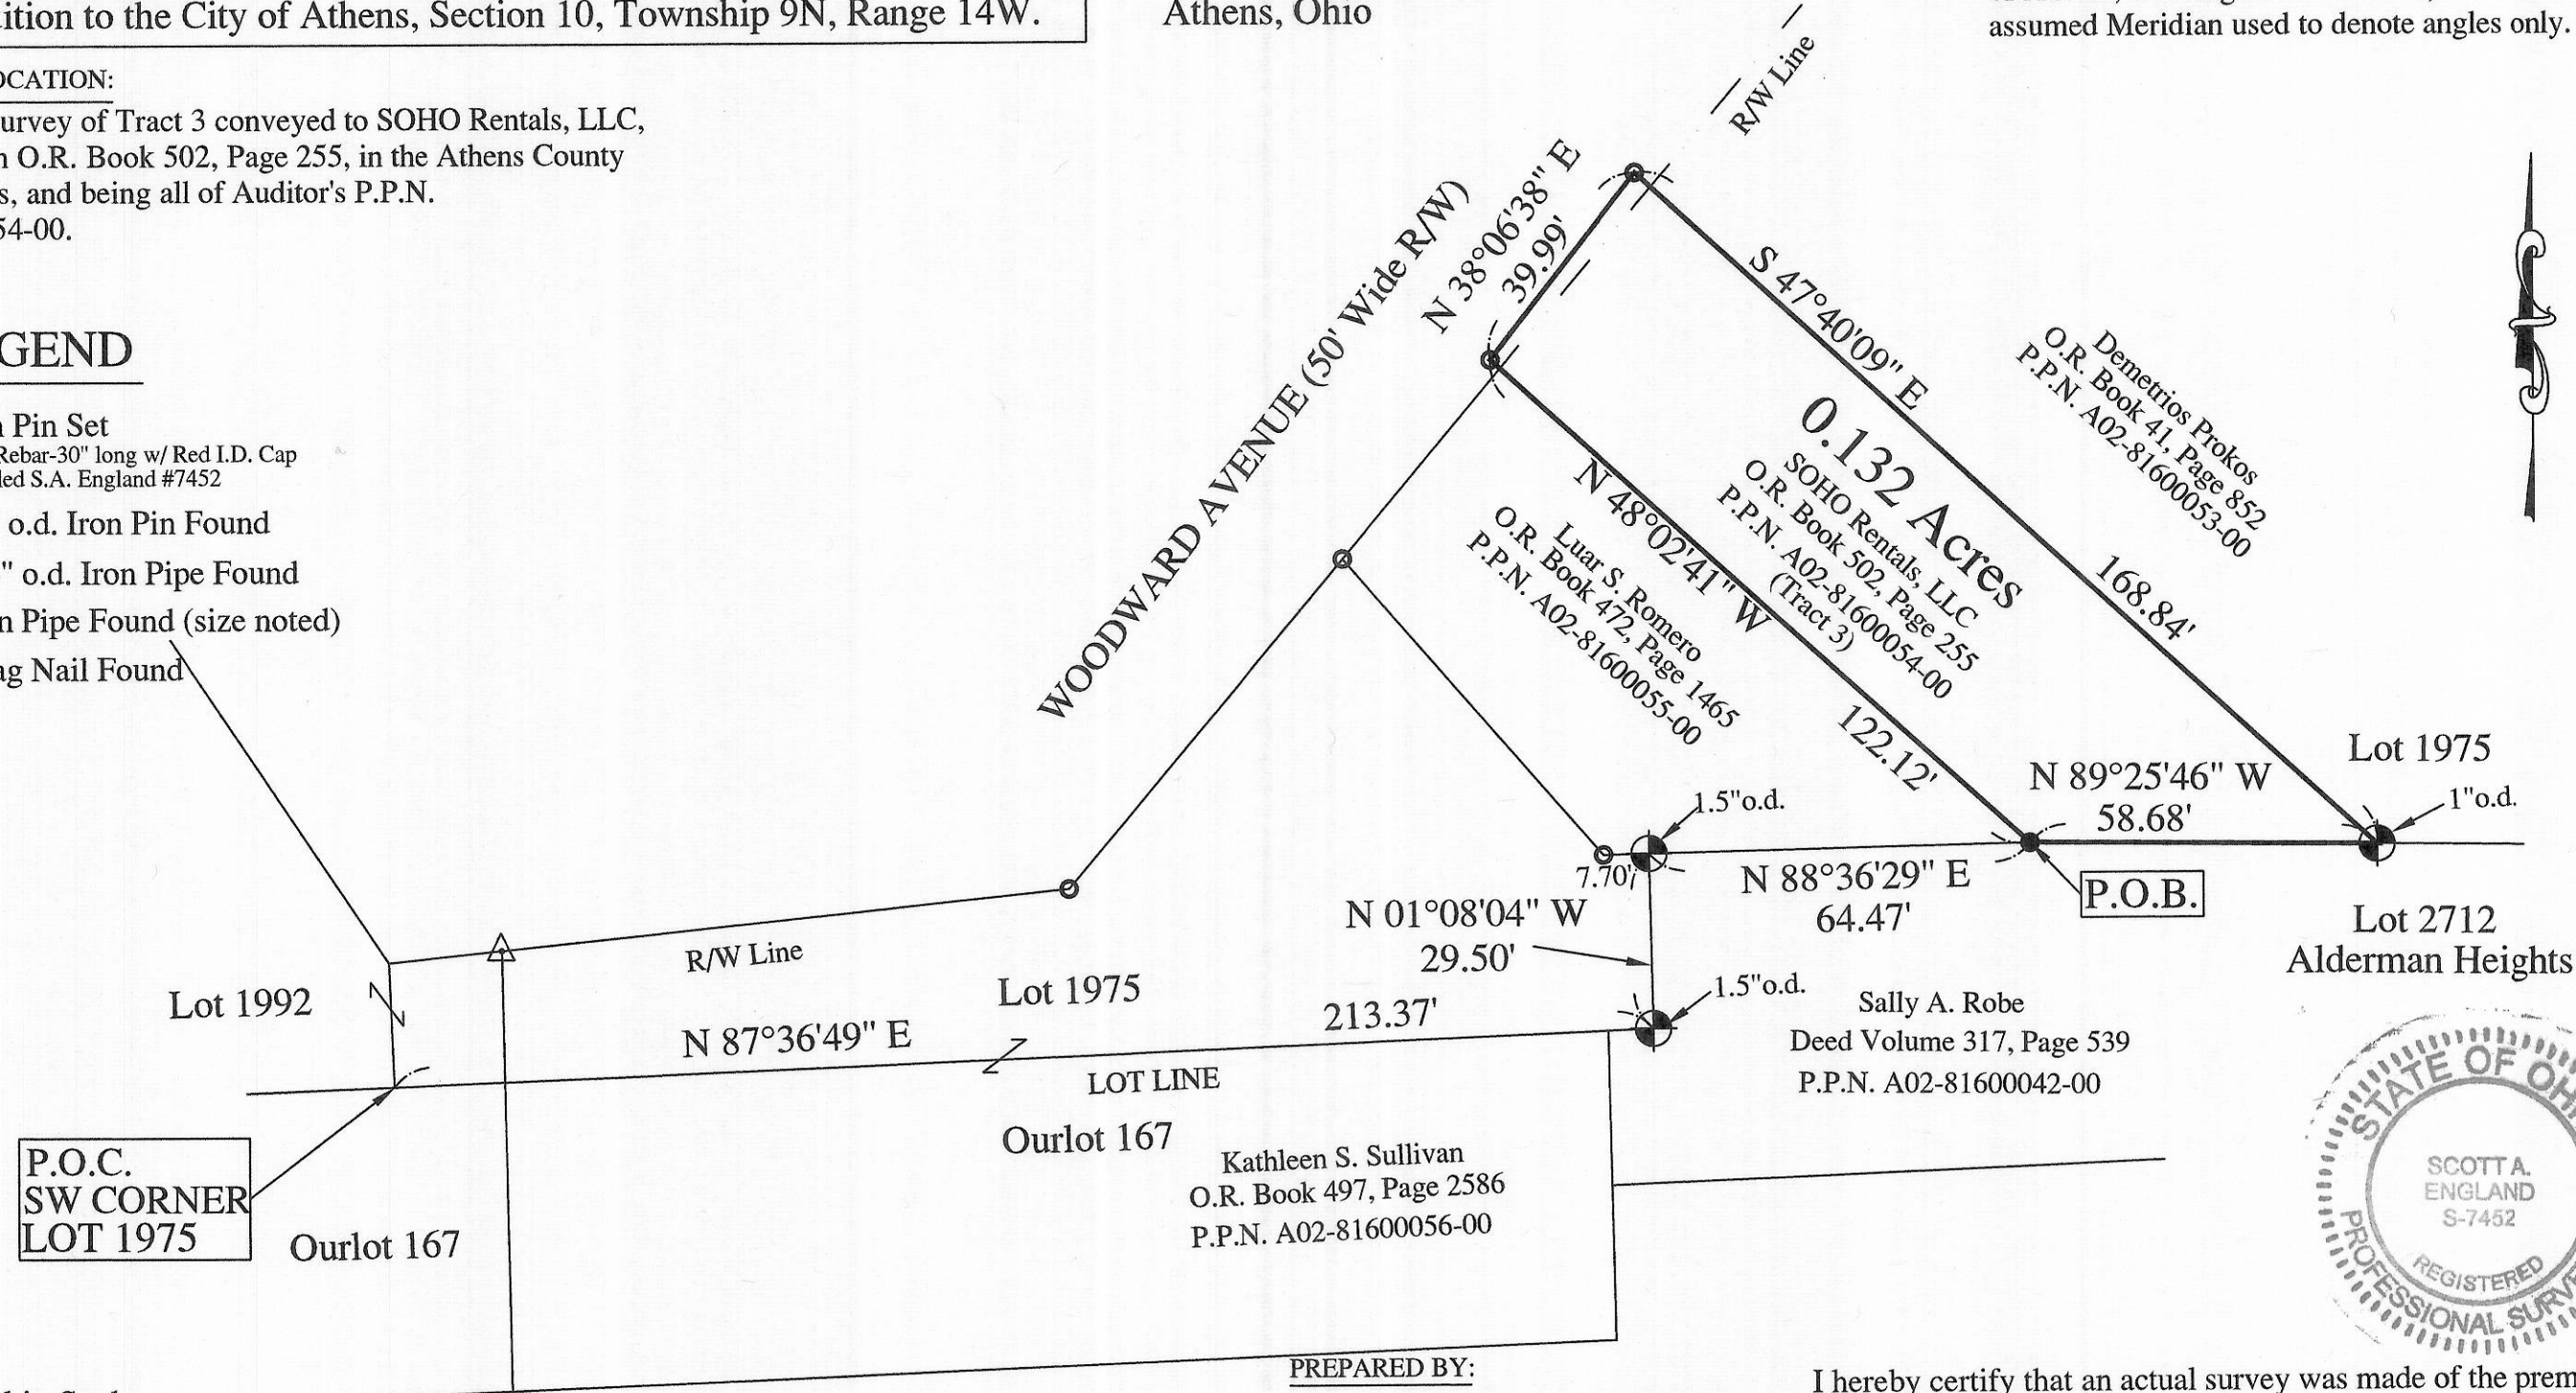 ition to the City of Athens, Section 10, Township 9N, Range 14W.
Athens, Ohio
assumed Meridian used to denote angles only.
OCATION:
urvey of Tract 3 conveyed to SOHO Rentals, LLC,
n O.R. Book 502, Page 255, in the Athens County
s, and being all of Auditor's P.P.N.
54-00.
GEND
n Pin Set
Rebar-30" long w/ Red I.D. Cap
led S.A. England #7452
o.d. Iron Pin Found
" o.d. Iron Pipe Found
n Pipe Found (size noted)
ag Nail Found
R/W Line
WOODWARD AVENUE (50' Wide R/W)
N 38°06'38" E
39.99'
S 47°40'09" E
168.84'
Demetrios Prokos
O.R. Book 41, Page 852
P.P.N. A02-81600053-00
0.132 Acres
SOHO Rentals, LLC
O.R. Book 502, Page 255
P.P.N. A02-81600054-00
(Tract 3)
N 48°02'41" W
122.12'
Luar S. Romero
O.R. Book 472, Page 1465
P.P.N. A02-81600055-00
Lot 1975
N 89°25'46" W
58.68'
1"o.d.
1.5"o.d.
7.70'
N 88°36'29" E
64.47'
P.O.B.
Lot 2712
Alderman Heights
N 01°08'04" W
29.50'
1.5"o.d.
Sally A. Robe
Deed Volume 317, Page 539
P.P.N. A02-81600042-00
R/W Line
Lot 1992
Lot 1975
N 87°36'49" E
213.37'
LOT LINE
Ourlot 167
Kathleen S. Sullivan
O.R. Book 497, Page 2586
P.P.N. A02-81600056-00
P.O.C.
SW CORNER
LOT 1975
Ourlot 167
STATE OF OH
SCOTT A.
ENGLAND
S-7452
REGISTERED
PROFESSIONAL SURVE
PREPARED BY:
I hereby certify that an actual survey was made of the prem